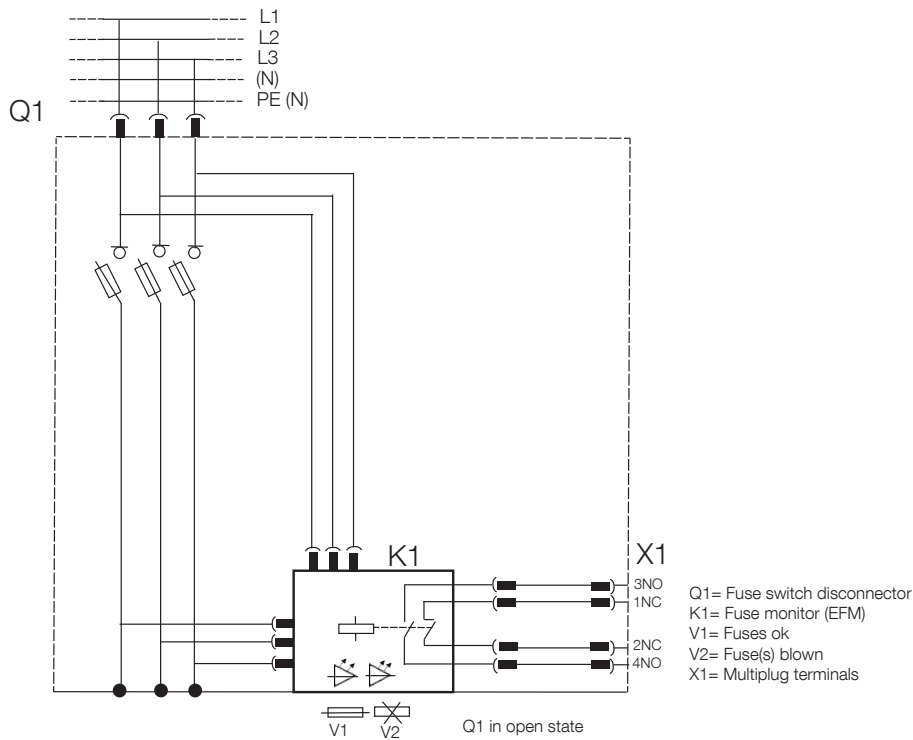 L1
L2
L3
(N)
PE (N)
Q1
K1
X1
3NO
1NC
2NC
4NO
Q1= Fuse switch disconnector
K1= Fuse monitor (EFM)
V1= Fuses ok
V2= Fuse(s) blown
X1= Multiplug terminals
V1
V2
Q1 in open state